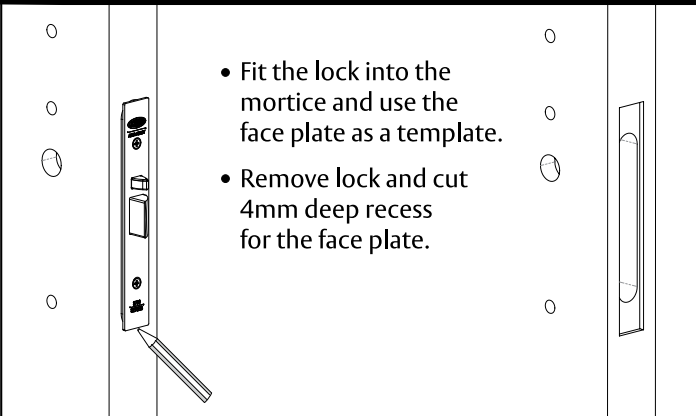 • Fit the lock into the
mortice and use the
face plate as a template.
• Remove lock and cut
4mm deep recess
for the face plate.